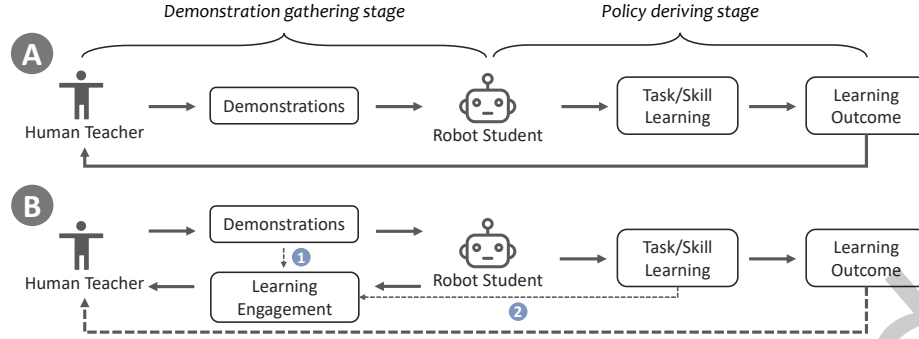 Demonstration gathering stage
Policy deriving stage
A
Human Teacher
Demonstrations
Robot Student
Task/Skill
Learning
Learning
Outcome
B
Human Teacher
Demonstrations
1
Learning
Engagement
Robot Student
2
Task/Skill
Learning
Learning
Outcome